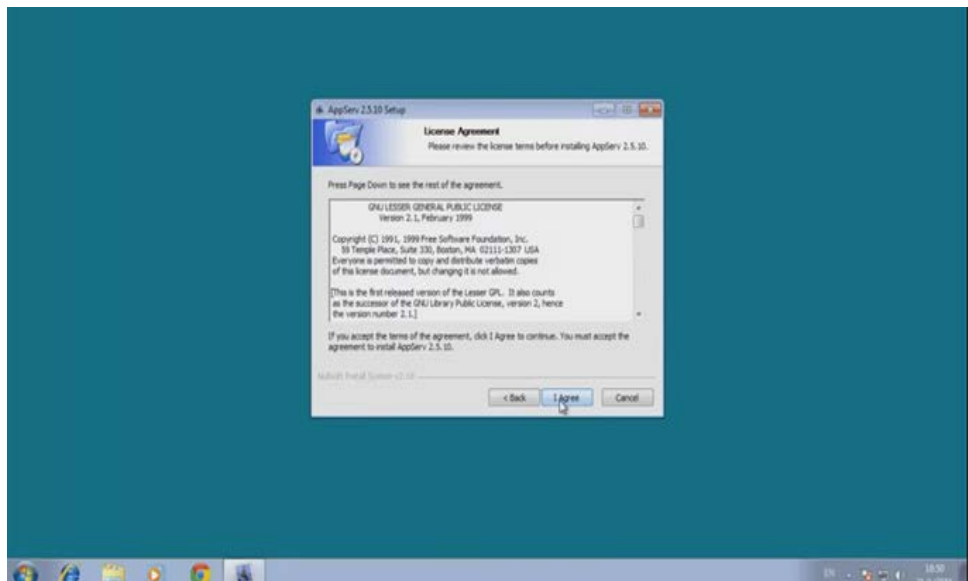 AppServ 2.5.10 Setup
License Agreement
Please review the license terms before installing AppServ 2.5.10.
Press Page Down to see the rest of the agreement.
GNU LESSER GENERAL PUBLIC LICENSE
Version 2.1, February 1999
Copyright (C) 1991, 1999 Free Software Foundation, Inc.
59 Temple Place, Suite 330, Boston, MA 02111-1307 USA
Everyone is permitted to copy and distribute verbatim copies
of this license document, but changing it is not allowed.
[This is the first released version of the Lesser GPL. It also counts
as the successor of the GNU Library Public License, version 2, hence
the version number 2.1.]
If you accept the terms of the agreement, click I Agree to continue. You must accept the
agreement to install AppServ 2.5.10.
Nullsoft Install System
< Back I Agree Cancel
EN 18:50